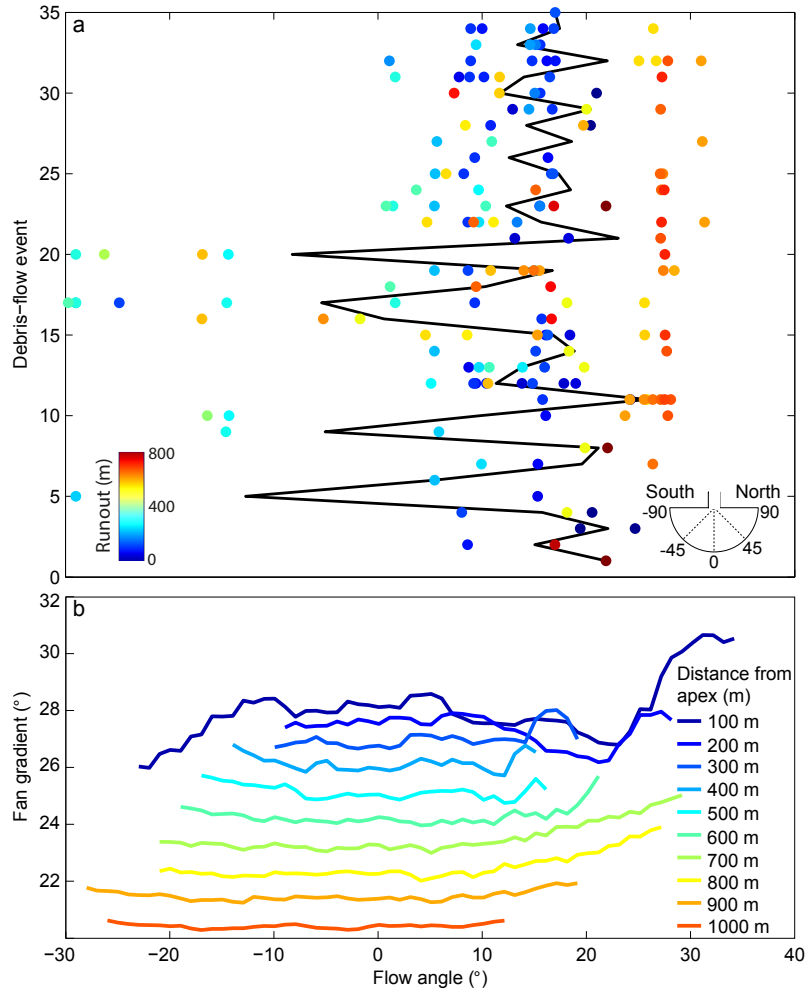 a
35
30
25
20
15
10
5
0
Debris−flow event
Runout (m)
800
400
0
South North
-90 90
-45 45
0
b
32
30
28
26
24
22
20
Fan gradient (°)
Distance from
apex (m)
100 m
200 m
300 m
400 m
500 m
600 m
700 m
800 m
900 m
1000 m
−30 −20 −10 0 10 20 30 40
Flow angle (°)